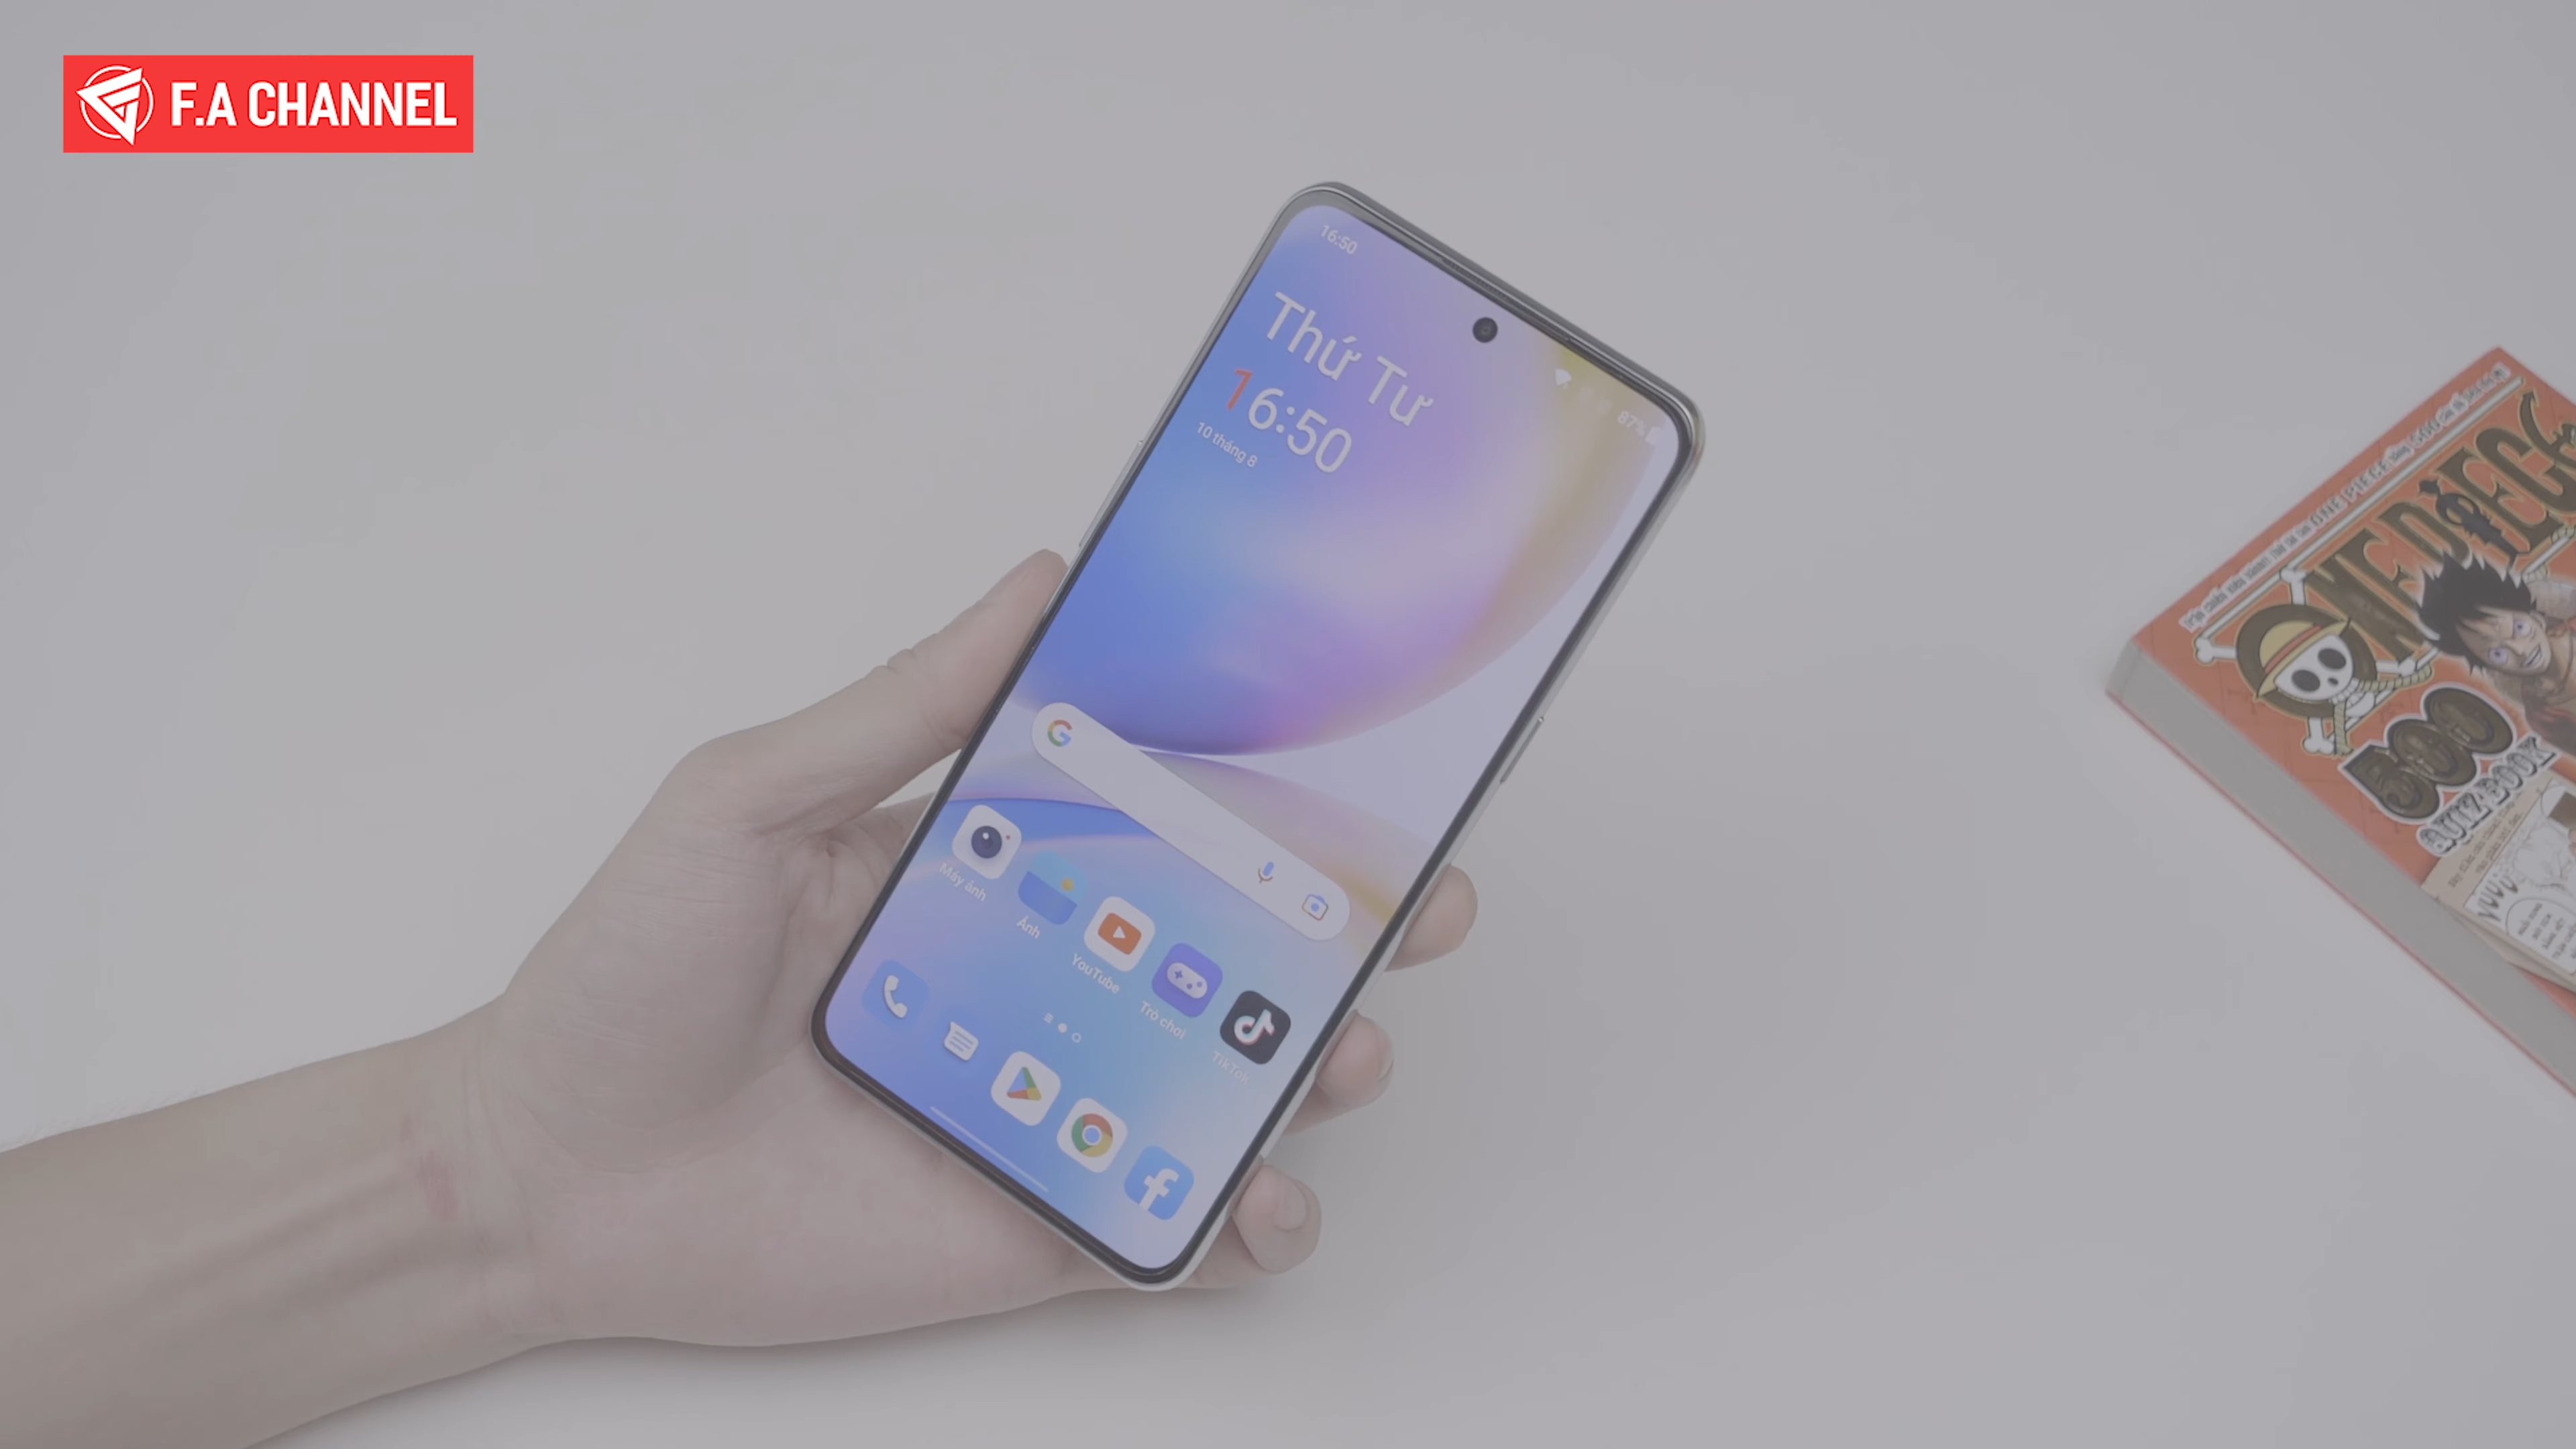 F.A CHANNEL
16:50
87%
Thứ Tư
16:50
10 tháng 8
Máy ảnh
Ảnh
YouTube
Trò chơi
TikTok
ONE PIECE
500
QUIZ BOOK